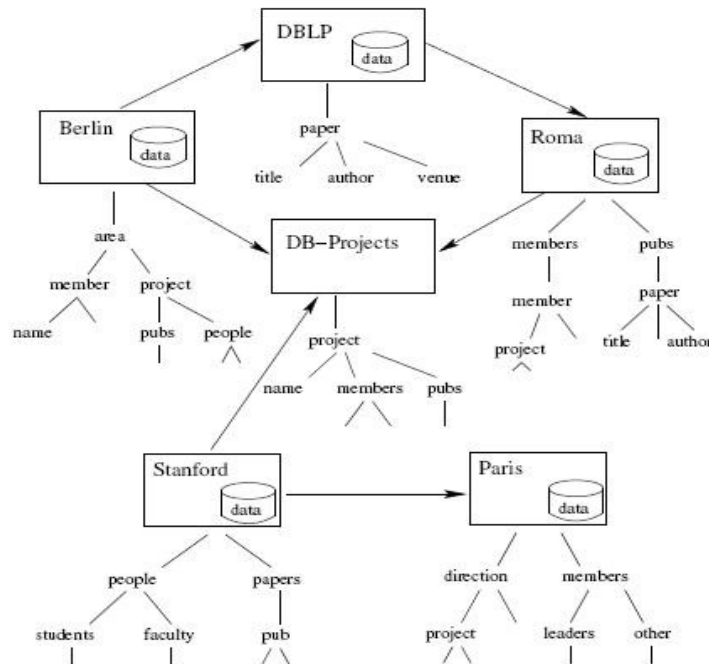 DBLP
data
Berlin
data
paper
title author venue
Roma
data
area
member project
name pubs people
DB-Projects
project
name members pubs
members pubs
member paper
project title author
Stanford
data
people papers
students faculty pub
Paris
data
direction members
project leaders other